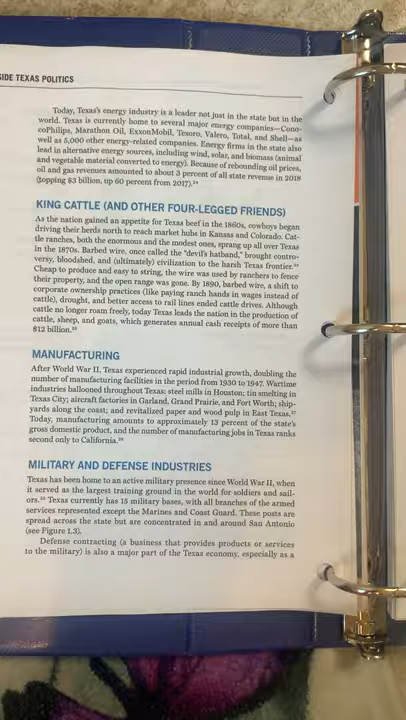 SIDE TEXAS POLITICS
Today, Texas's energy industry is a leader not just in the state but in the
world. Texas is currently home to several major energy companies—Cono-
coPhilips, Marathon Oil, ExxonMobil, Tesoro, Valero, Total, and Shell—as
well as 5,000 other energy-related companies. Energy firms in the state also
lead in alternative energy sources, including wind, solar, and biomass (animal
and vegetable material converted to energy). Because of rebounding oil prices,
oil and gas revenues amounted to about 3 percent of all state revenue in 2018
(topping $3 billion, up 60 percent from 2017).²⁴
KING CATTLE (AND OTHER FOUR-LEGGED FRIENDS)
As the nation gained an appetite for Texas beef in the 1860s, cowboys began
driving their herds north to reach market hubs in Kansas and Colorado. Cat-
tle ranches, both the enormous and the modest ones, sprang up all over Texas
in the 1870s. Barbed wire, once called the "devil's hatband," brought contro-
versy, bloodshed, and (ultimately) civilization to the harsh Texas frontier.²⁵
Cheap to produce and easy to string, the wire was used by ranchers to fence
their property, and the open range was gone. By 1890, barbed wire, a shift to
corporate ownership practices (like paying ranch hands in wages instead of
cattle), drought, and better access to rail lines ended cattle drives. Although
cattle no longer roam freely, today Texas leads the nation in the production of
cattle, sheep, and goats, which generates annual cash receipts of more than
$12 billion.²⁶
MANUFACTURING
After World War II, Texas experienced rapid industrial growth, doubling the
number of manufacturing facilities in the period from 1930 to 1947. Wartime
industries ballooned throughout Texas: steel mills in Houston; tin smelting in
Texas City; aircraft factories in Garland, Grand Prairie, and Fort Worth; ship-
yards along the coast; and revitalized paper and wood pulp in East Texas.²⁷
Today, manufacturing amounts to approximately 13 percent of the state's
gross domestic product, and the number of manufacturing jobs in Texas ranks
second only to California.²⁸
MILITARY AND DEFENSE INDUSTRIES
Texas has been home to an active military presence since World War II, when
it served as the largest training ground in the world for soldiers and sail-
ors.²⁹ Texas currently has 15 military bases, with all branches of the armed
services represented except the Marines and Coast Guard. These posts are
spread across the state but are concentrated in and around San Antonio
(see Figure 1.3).
Defense contracting (a business that provides products or services
to the military) is also a major part of the Texas economy, especially as a